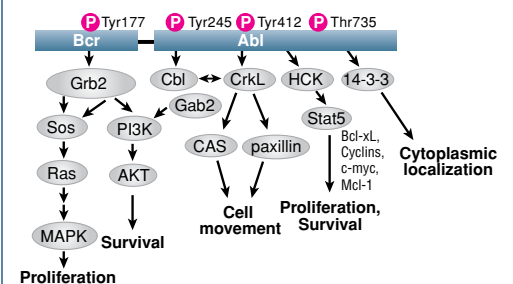 P Tyr177 P Tyr245 P Tyr412 P Thr735
Bcr Abl
Grb2 Cbl CrkL HCK 14-3-3
Gab2
Sos PI3K Stat5
CAS paxillin
Bcl-xL,
Cyclins,
c-myc,
Mcl-1
Cytoplasmic
localization
Ras AKT
Cell
movement
Proliferation,
Survival
MAPK Survival
Proliferation